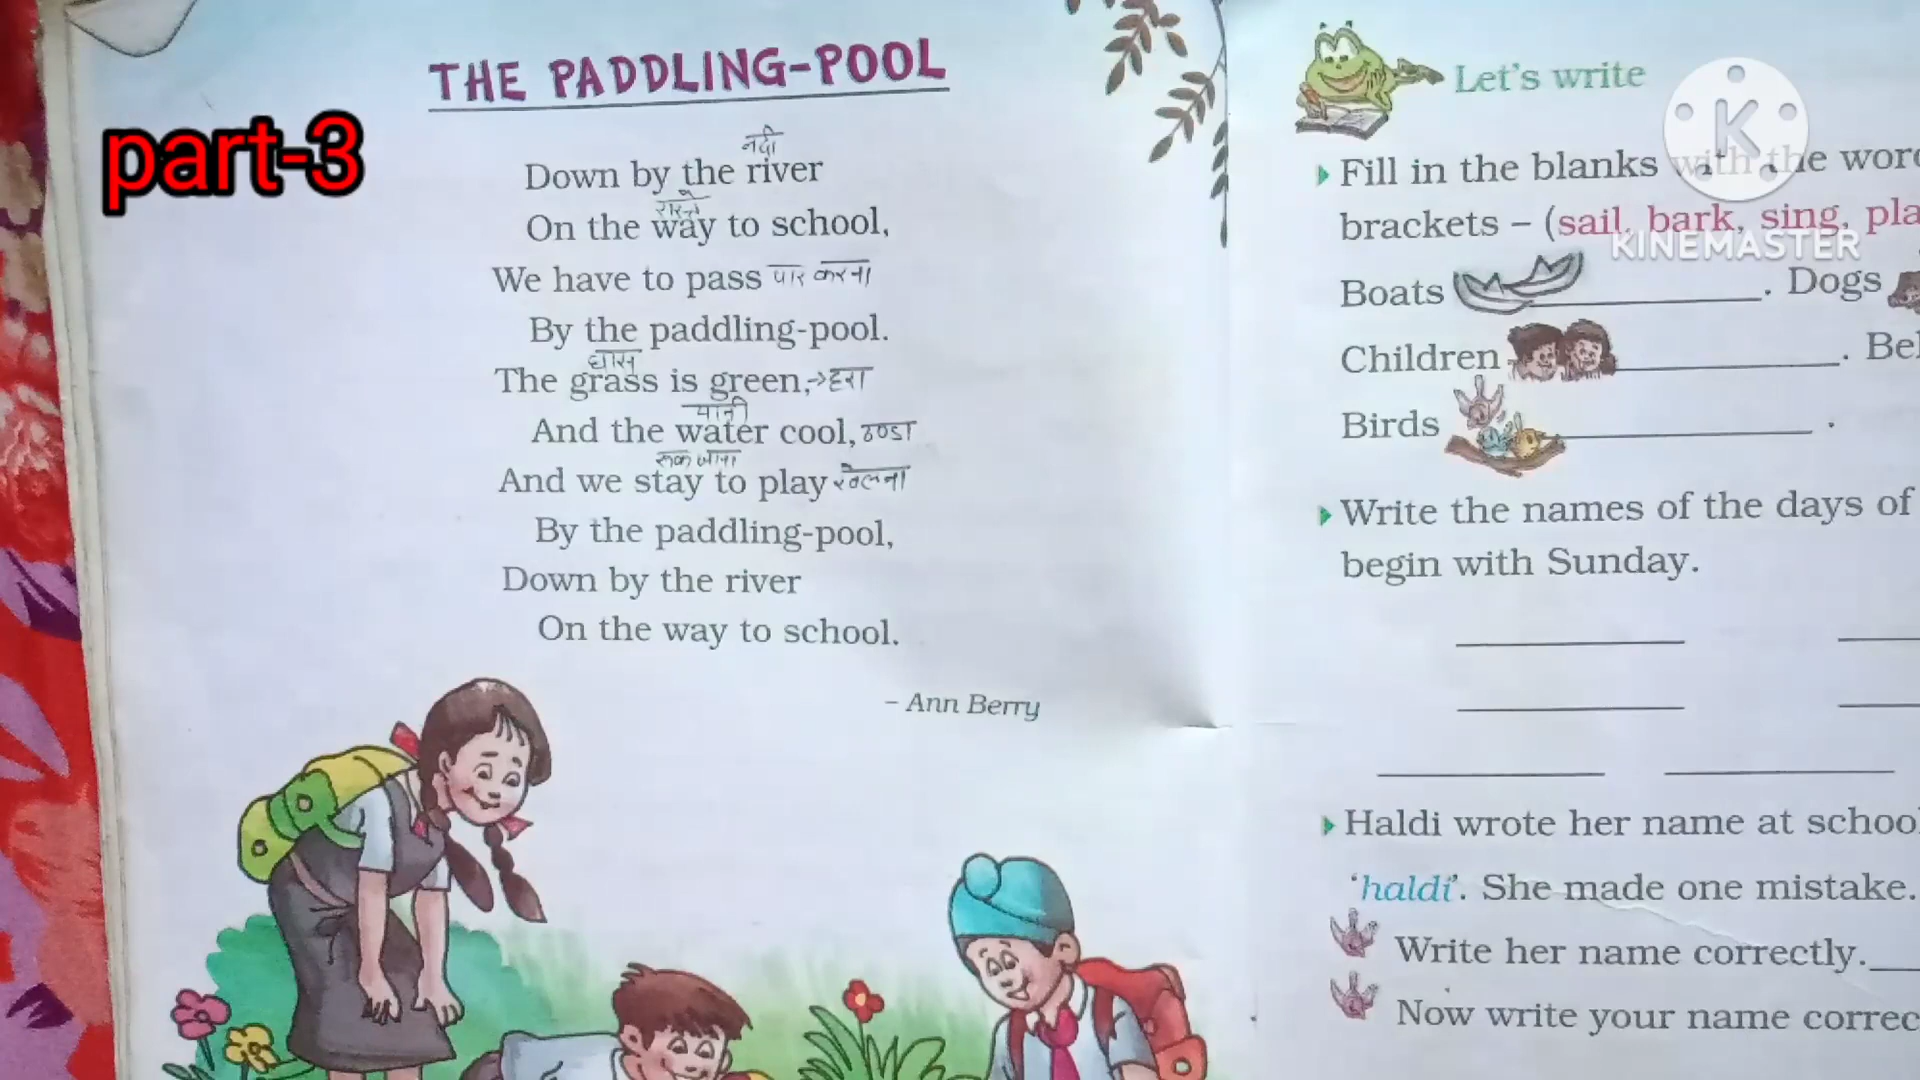 THE PADDLING-POOL
part-3
नदी
Down by the river
रास्ते
On the way to school,
We have to pass पार करना
By the paddling-pool.
घास
The grass is green,→हरा
पानी
And the water cool, ठण्डा
रूक जाना
And we stay to play खेलना
By the paddling-pool,
Down by the river
On the way to school.
– Ann Berry
Let's write
K
KINEMASTER
Fill in the blanks with the
brackets – (sail, bark, sing,
Boats ____. Dogs
Children ____.
Birds ____.
Write the names of the days of
begin with Sunday.
Haldi wrote her name at
'haldi'. She made one mistake.
Write her name correctly.
Now write your name